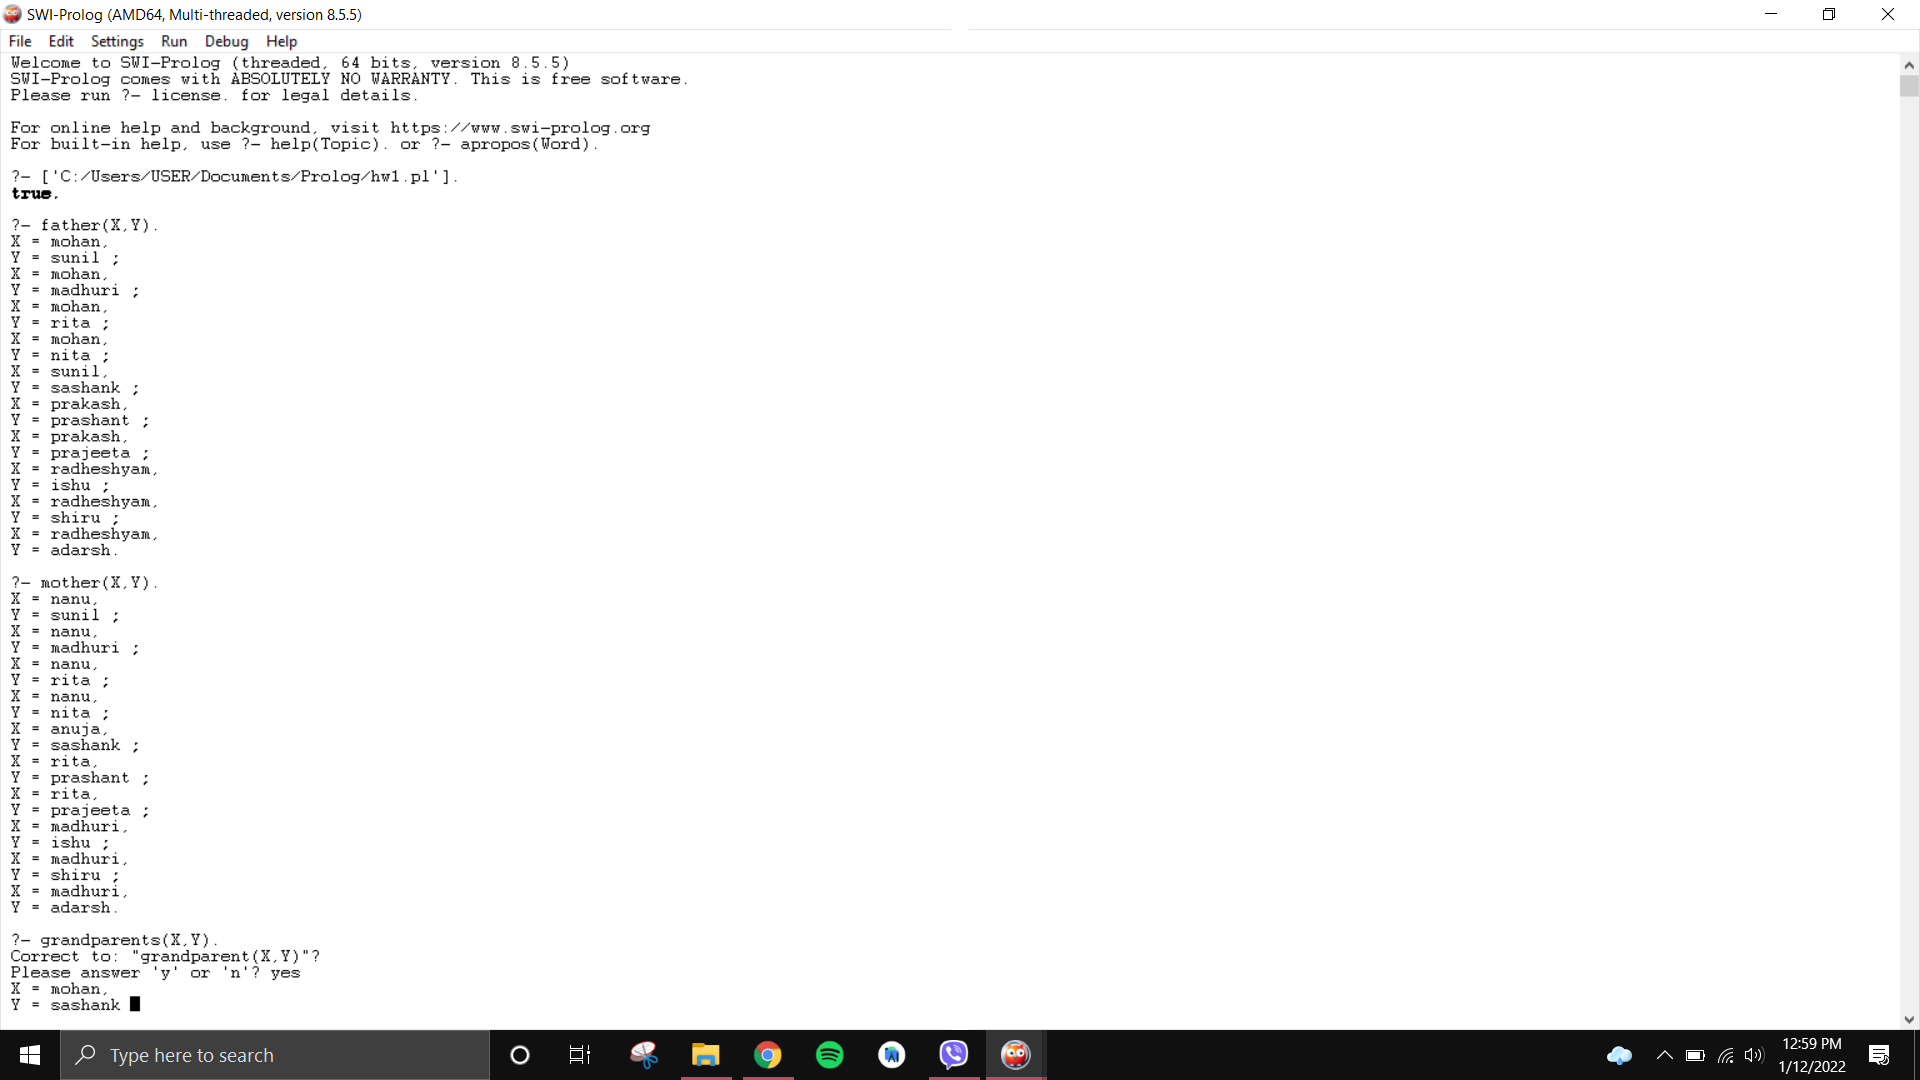 SWI-Prolog (AMD64, Multi-threaded, version 8.5.5)
File Edit Settings Run Debug Help
Welcome to SWI-Prolog (threaded, 64 bits, version 8.5.5)
SWI-Prolog comes with ABSOLUTELY NO WARRANTY. This is free software.
Please run ?- license. for legal details.
For online help and background, visit https://www.swi-prolog.org
For built-in help, use ?- help(Topic). or ?- apropos(Word).
?- ['C:/Users/USER/Documents/Prolog/hw1.pl'].
true.
?- father(X,Y).
X = mohan,
Y = sunil ;
X = mohan,
Y = madhuri ;
X = mohan,
Y = rita ;
X = mohan,
Y = nita ;
X = sunil,
Y = sashank ;
X = prakash,
Y = prashant ;
X = prakash,
Y = prajeeta ;
X = radheshyam,
Y = ishu ;
X = radheshyam,
Y = shiru ;
X = radheshyam,
Y = adarsh.
?- mother(X,Y).
X = nanu,
Y = sunil ;
X = nanu,
Y = madhuri ;
X = nanu,
Y = rita ;
X = nanu,
Y = nita ;
X = anuja,
Y = sashank ;
X = rita,
Y = prashant ;
X = rita,
Y = prajeeta ;
X = madhuri,
Y = ishu ;
X = madhuri,
Y = shiru ;
X = madhuri,
Y = adarsh.
?- grandparents(X,Y).
Correct to: "grandparent(X,Y)"?
Please answer 'y' or 'n'? yes
X = mohan,
Y = sashank
Type here to search
12:59 PM
1/12/2022